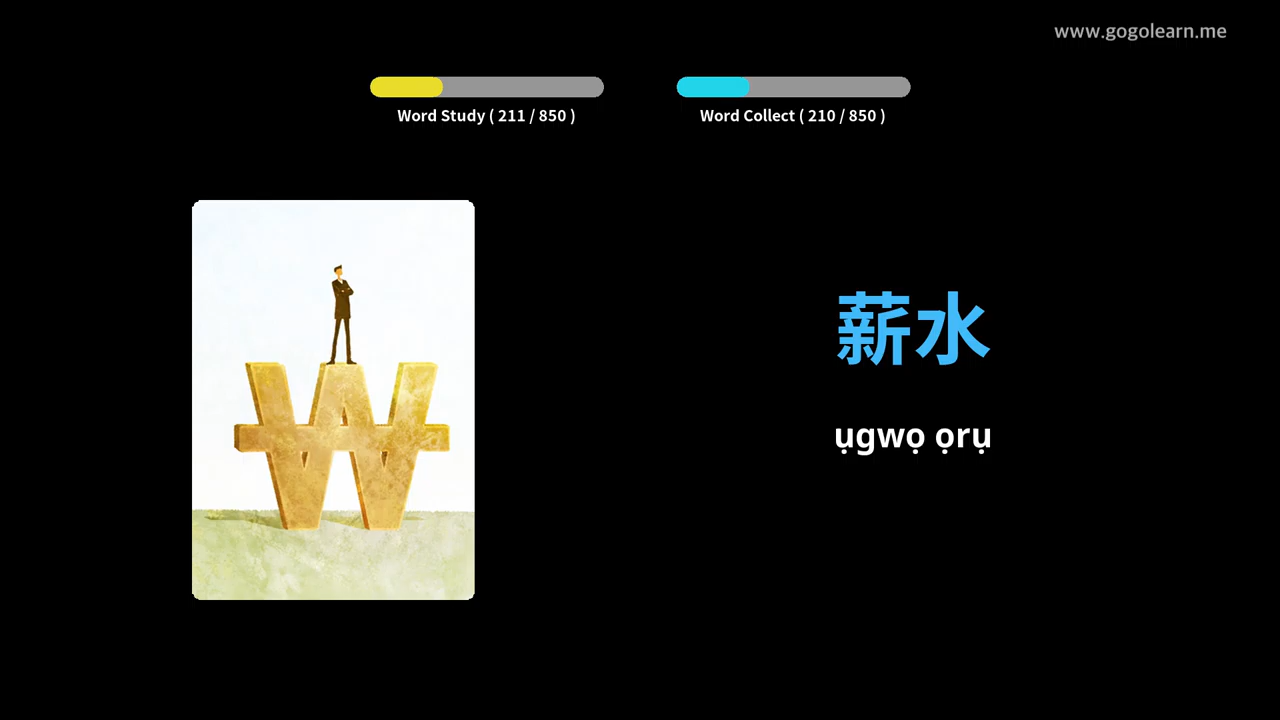 www.gogolearn.me
Word Study ( 211 / 850 )
Word Collect ( 210 / 850 )
薪水
ụgwọ ọrụ